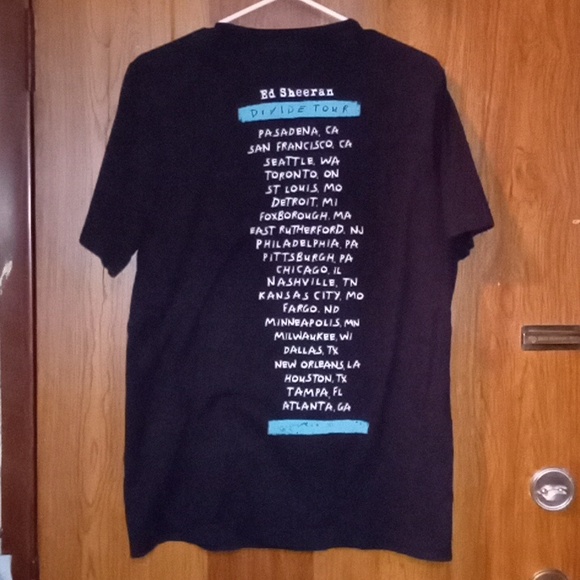 Ed Sheeran
DIVIDE TOUR
PASADENA, CA
SAN FRANCISCO, CA
SEATTLE, WA
TORONTO, ON
ST LOUIS, MO
DETROIT, MI
FOXBOROUGH, MA
EAST RUTHERFORD, NJ
PHILADELPHIA, PA
PITTSBURGH, PA
CHICAGO, IL
NASHVILLE, TN
KANSAS CITY, MO
FARGO, ND
MINNEAPOLIS, MN
MILWAUKEE, WI
DALLAS, TX
NEW ORLEANS, LA
HOUSTON, TX
TAMPA, FL
ATLANTA, GA